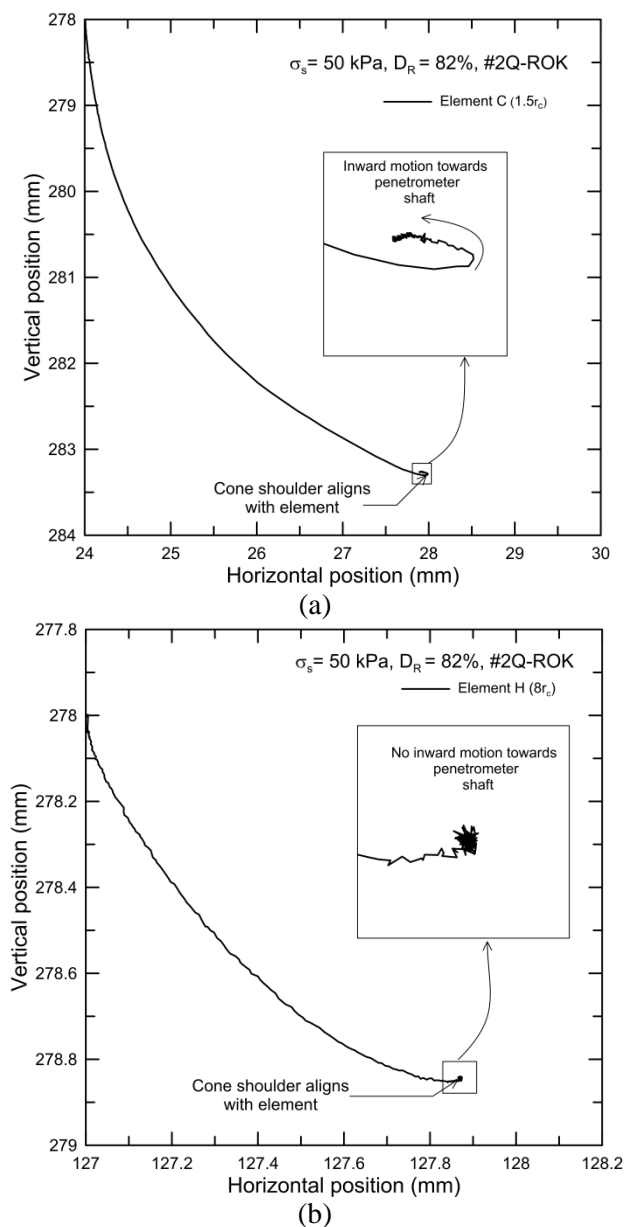 278
279
280
281
282
283
284
Vertical position (mm)
σs= 50 kPa, DR = 82%, #2Q-ROK
Element C (1.5rc)
Inward motion towards
penetrometer
shaft
Cone shoulder aligns
with element
24 25 26 27 28 29 30
Horizontal position (mm)
(a)
277.8
278
278.2
278.4
278.6
278.8
279
Vertical position (mm)
σs= 50 kPa, DR = 82%, #2Q-ROK
Element H (8rc)
No inward motion towards
penetrometer
shaft
Cone shoulder aligns
with element
127 127.2 127.4 127.6 127.8 128 128.2
Horizontal position (mm)
(b)